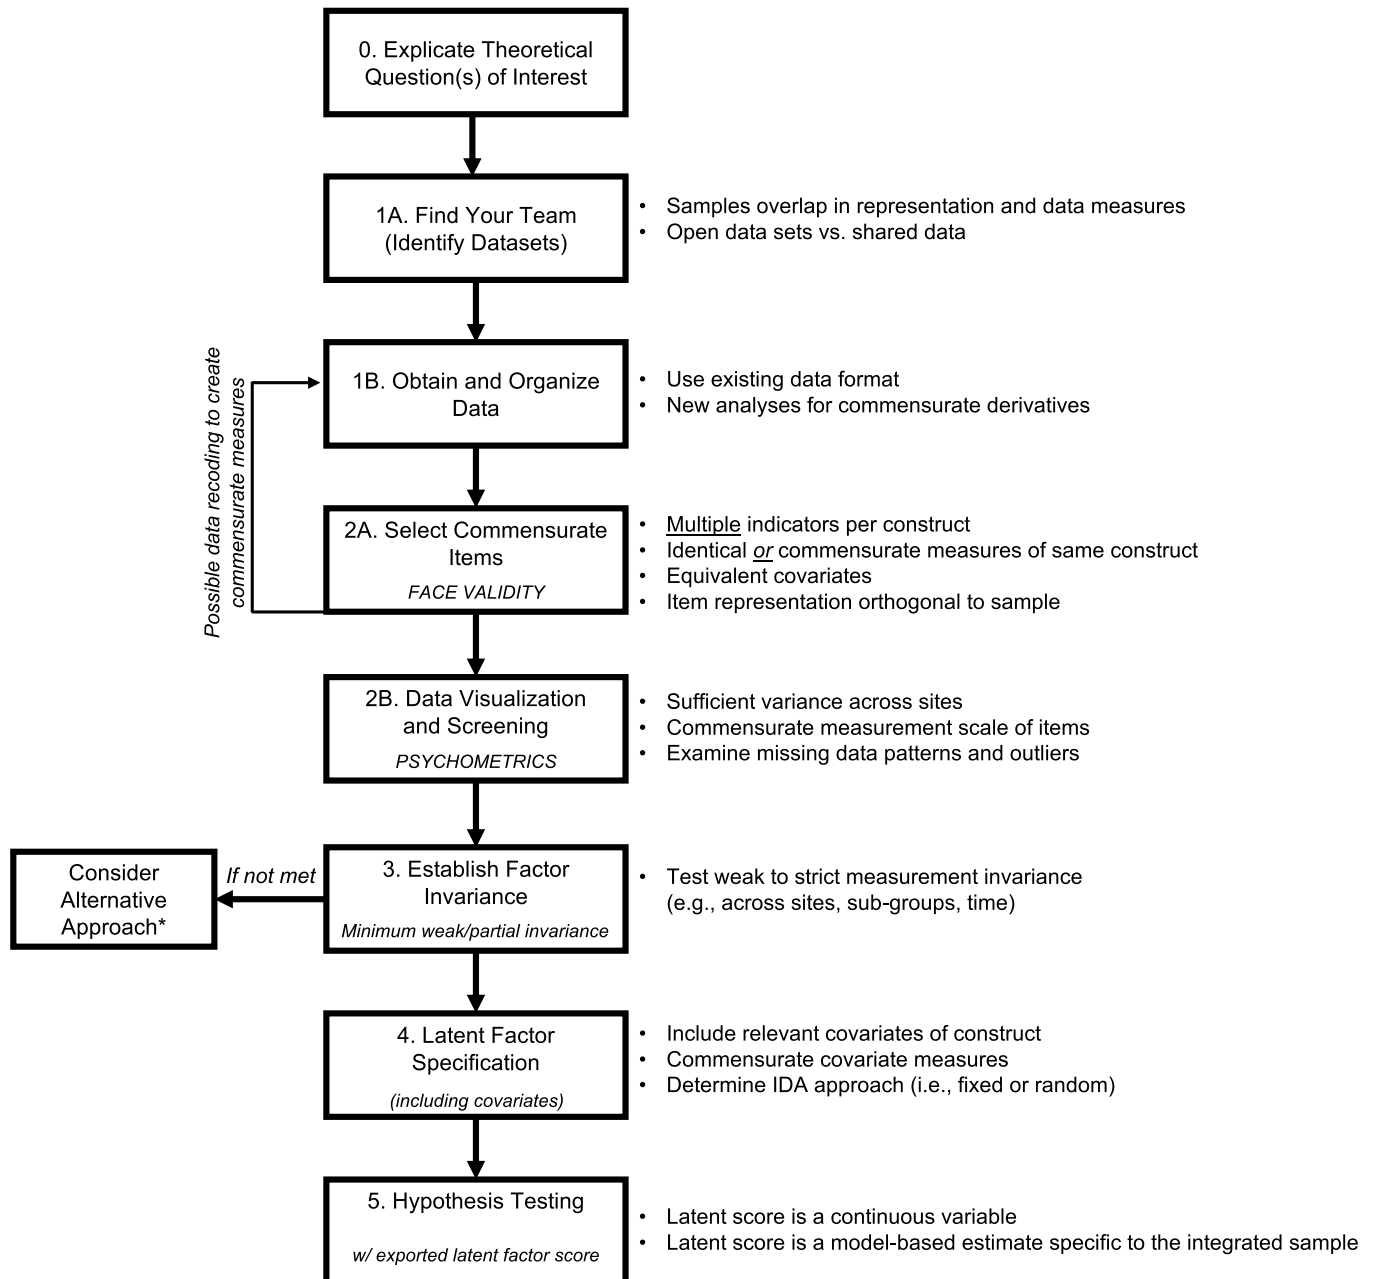 0. Explicate Theoretical
Question(s) of Interest
1A. Find Your Team
(Identify Datasets)
• Samples overlap in representation and data measures
• Open data sets vs. shared data
1B. Obtain and Organize
Data
• Use existing data format
• New analyses for commensurate derivatives
Possible data recoding to create
commensurate measures
2A. Select Commensurate
Items
FACE VALIDITY
• Multiple indicators per construct
• Identical or commensurate measures of same construct
• Equivalent covariates
• Item representation orthogonal to sample
2B. Data Visualization
and Screening
PSYCHOMETRICS
• Sufficient variance across sites
• Commensurate measurement scale of items
• Examine missing data patterns and outliers
Consider
Alternative
Approach*
If not met
3. Establish Factor
Invariance
Minimum weak/partial invariance
• Test weak to strict measurement invariance
(e.g., across sites, sub-groups, time)
4. Latent Factor
Specification
(including covariates)
• Include relevant covariates of construct
• Commensurate covariate measures
• Determine IDA approach (i.e., fixed or random)
5. Hypothesis Testing
w/ exported latent factor score
• Latent score is a continuous variable
• Latent score is a model-based estimate specific to the integrated sample